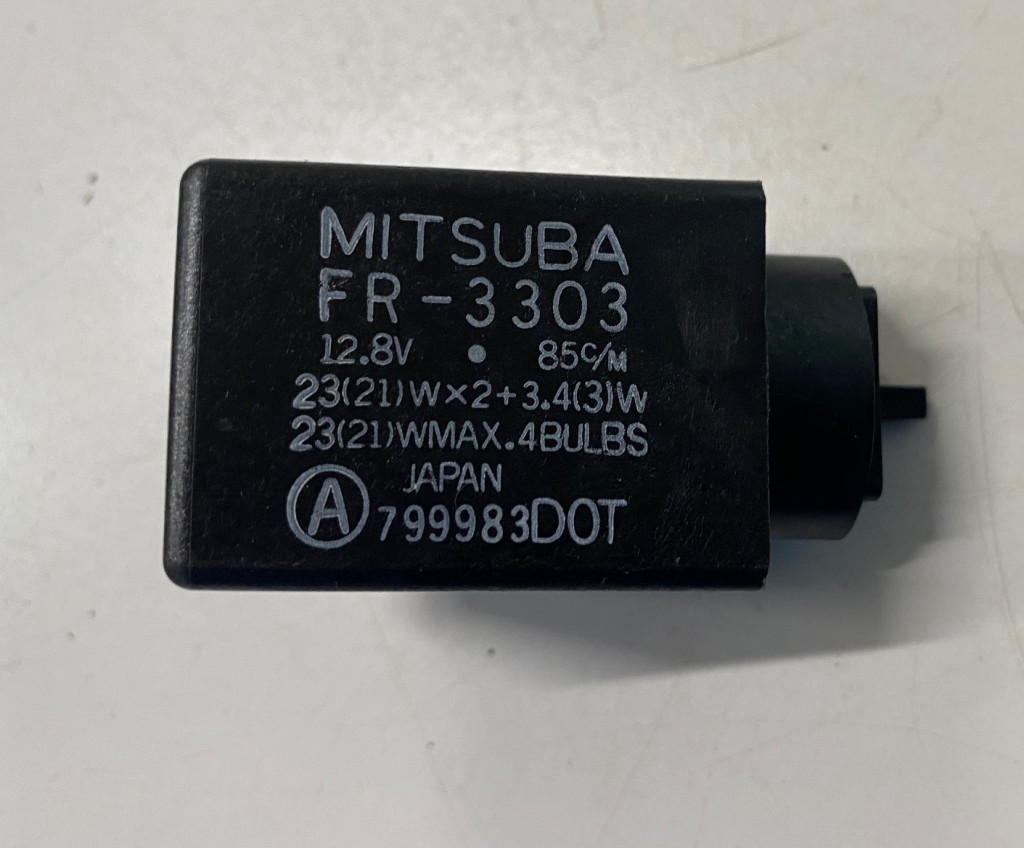 MITSUBA
FR-3303
12.8V • 85c/M
23(21)W×2+3.4(3)W
23(21)WMAX.4BULBS
JAPAN
Ⓐ 799983DOT